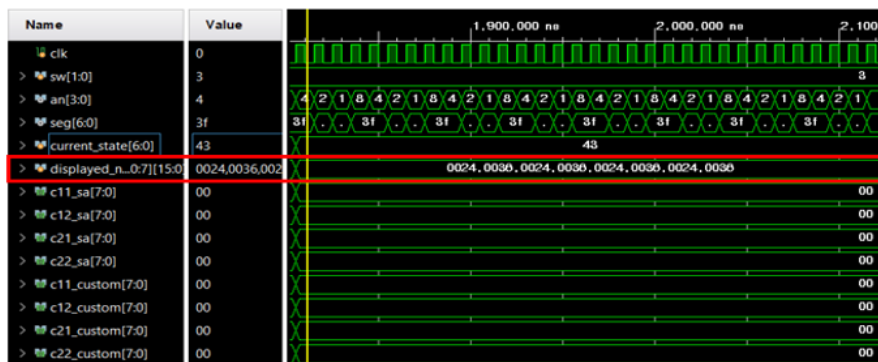 Name Value 1,900,000 ns 2,000,000 ns 2,100
clk 0
sw[1:0] 3 3
an[3:0] 4 4 2 1 8 4 2 1 8 4 2 1 8 4 2 1 8 4 2 1 8 4 2 1 8 4 2 1 8 4 2 1
seg[6:0] 3f 3f . . 3f . . 3f . . 3f . . 3f . . 3f . . 3f . . 3f . .
current_state[6:0] 43 43
displayed_n...0:7][15:0] 0024,0036,002 0024,0036,0024,0036,0024,0036,0024,0036
c11_sa[7:0] 00 00
c12_sa[7:0] 00 00
c21_sa[7:0] 00 00
c22_sa[7:0] 00 00
c11_custom[7:0] 00 00
c12_custom[7:0] 00 00
c21_custom[7:0] 00 00
c22_custom[7:0] 00 00